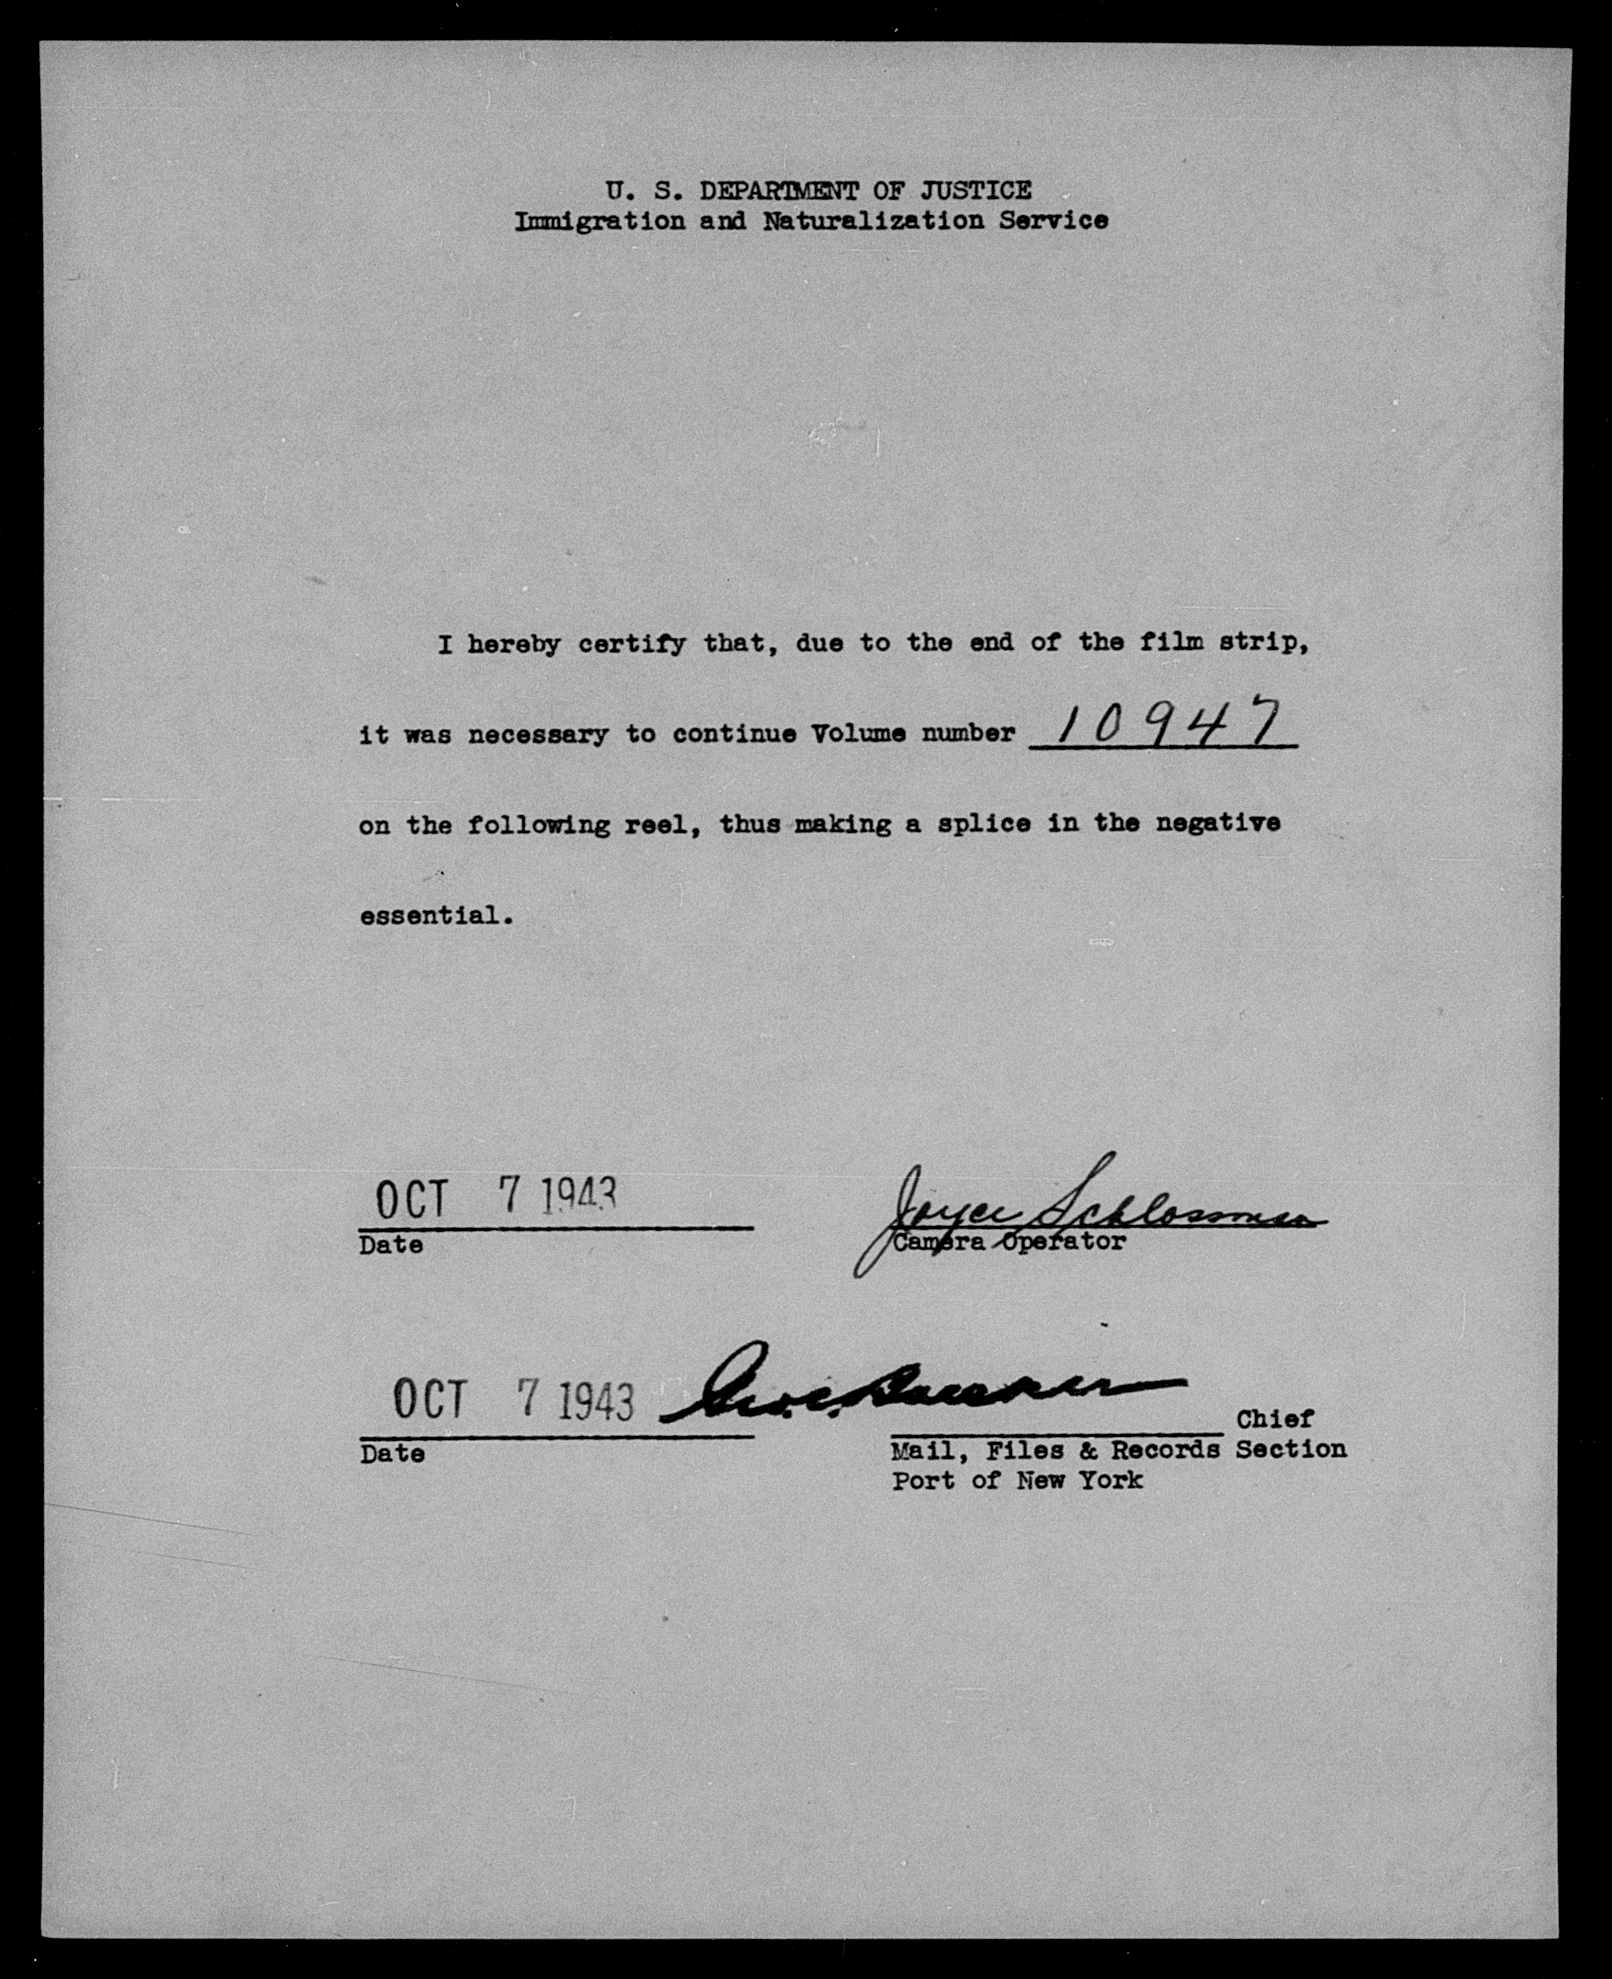 U. S. DEPARTMENT OF JUSTICE
Immigration and Naturalization Service
I hereby certify that, due to the end of the film strip,
it was necessary to continue Volume number 10947
on the following reel, thus making a splice in the negative
essential.
OCT 7 1943 Joyce Schlossman
Date Camera Operator
OCT 7 1943
Chief
Date Mail, Files & Records Section
Port of New York